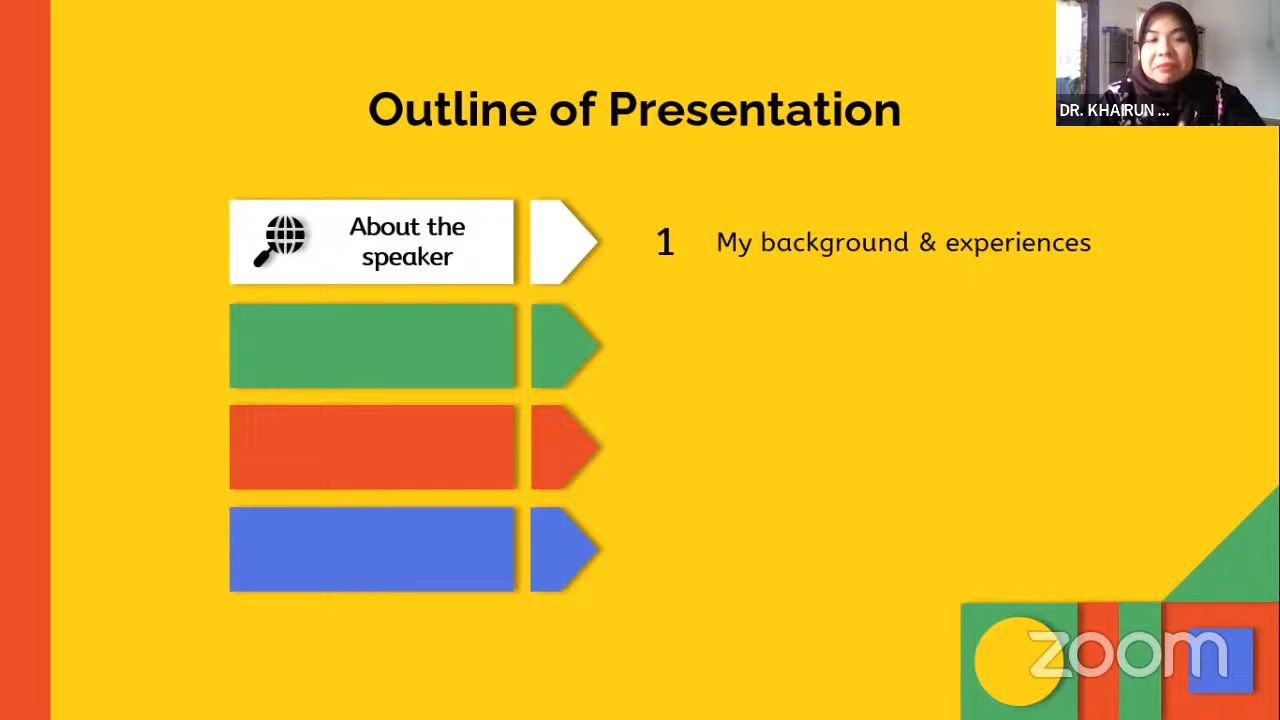 Outline of Presentation
DR. KHAIRUN ...
About the
speaker
1 My background & experiences
zoom